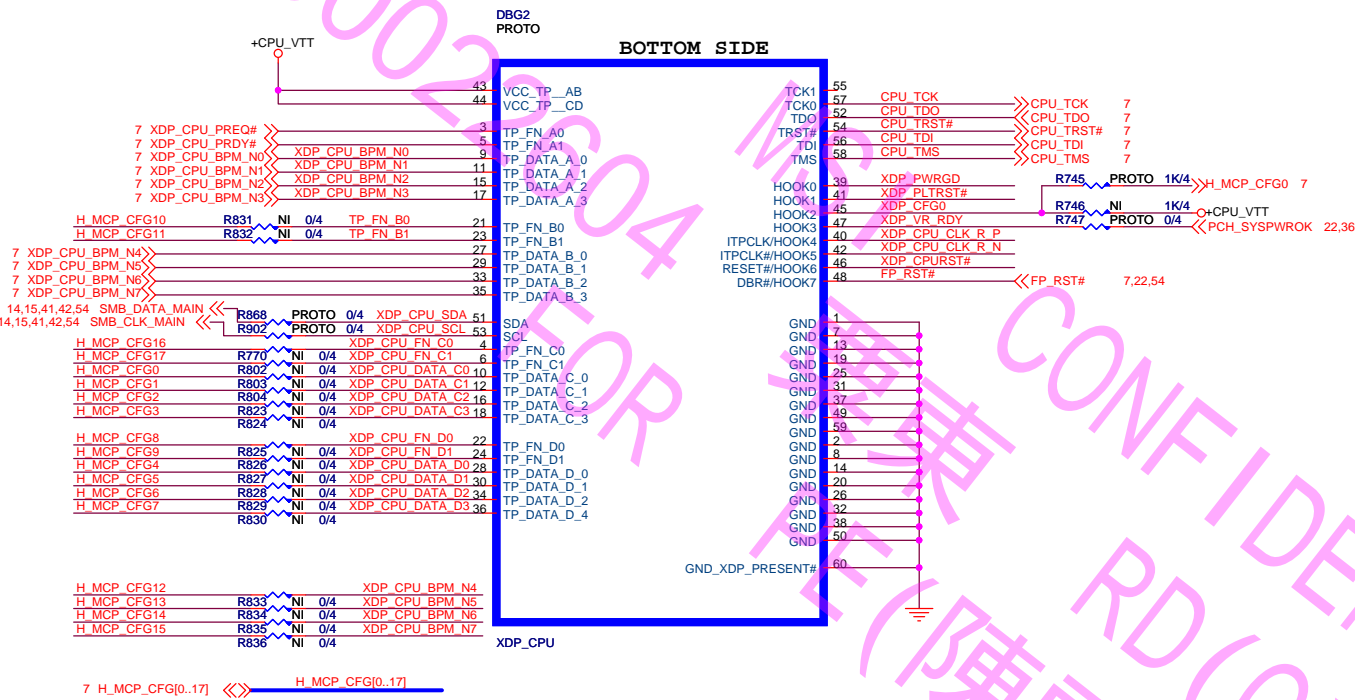 DBG2
PROTO
BOTTOM SIDE
+CPU_VTT
43 VCC_TP__AB
44 VCC_TP__CD
7 XDP_CPU_PREQ# 3 TP_FN_A0
7 XDP_CPU_PRDY# 5 TP_FN_A1
7 XDP_CPU_BPM_N0 XDP_CPU_BPM_N0 9 TP_DATA_A_0
7 XDP_CPU_BPM_N1 XDP_CPU_BPM_N1 11 TP_DATA_A_1
7 XDP_CPU_BPM_N2 XDP_CPU_BPM_N2 15 TP_DATA_A_2
7 XDP_CPU_BPM_N3 XDP_CPU_BPM_N3 17 TP_DATA_A_3
H_MCP_CFG10 R831 NI 0/4 TP_FN_B0 21 TP_FN_B0
H_MCP_CFG11 R832 NI 0/4 TP_FN_B1 23 TP_FN_B1
7 XDP_CPU_BPM_N4 27 TP_DATA_B_0
7 XDP_CPU_BPM_N5 29 TP_DATA_B_1
7 XDP_CPU_BPM_N6 33 TP_DATA_B_2
7 XDP_CPU_BPM_N7 35 TP_DATA_B_3
14,15,41,42,54 SMB_DATA_MAIN R868 PROTO 0/4 XDP_CPU_SDA 51 SDA
14,15,41,42,54 SMB_CLK_MAIN R902 PROTO 0/4 XDP_CPU_SCL 53 SCL
H_MCP_CFG16 XDP_CPU_FN_C0 4 TP_FN_C0
H_MCP_CFG17 R770 NI 0/4 XDP_CPU_FN_C1 6 TP_FN_C1
H_MCP_CFG0 R802 NI 0/4 XDP_CPU_DATA_C0 10 TP_DATA_C_0
H_MCP_CFG1 R803 NI 0/4 XDP_CPU_DATA_C1 12 TP_DATA_C_1
H_MCP_CFG2 R804 NI 0/4 XDP_CPU_DATA_C2 16 TP_DATA_C_2
H_MCP_CFG3 R823 NI 0/4 XDP_CPU_DATA_C3 18 TP_DATA_C_3
R824 NI 0/4
H_MCP_CFG8 XDP_CPU_FN_D0 22 TP_FN_D0
H_MCP_CFG9 R825 NI 0/4 XDP_CPU_FN_D1 24 TP_FN_D1
H_MCP_CFG4 R826 NI 0/4 XDP_CPU_DATA_D0 28 TP_DATA_D_0
H_MCP_CFG5 R827 NI 0/4 XDP_CPU_DATA_D1 30 TP_DATA_D_1
H_MCP_CFG6 R828 NI 0/4 XDP_CPU_DATA_D2 34 TP_DATA_D_2
H_MCP_CFG7 R829 NI 0/4 XDP_CPU_DATA_D3 36 TP_DATA_D_4
R830 NI 0/4
H_MCP_CFG12 XDP_CPU_BPM_N4
H_MCP_CFG13 R833 NI 0/4 XDP_CPU_BPM_N5
H_MCP_CFG14 R834 NI 0/4 XDP_CPU_BPM_N6
H_MCP_CFG15 R835 NI 0/4 XDP_CPU_BPM_N7
R836 NI 0/4
7 H_MCP_CFG[0..17] H_MCP_CFG[0..17]
TCK1 55
TCK0 57 CPU_TCK CPU_TCK 7
TDO 52 CPU_TDO CPU_TDO 7
TRST# 54 CPU_TRST# CPU_TRST# 7
TDI 56 CPU_TDI CPU_TDI 7
TMS 58 CPU_TMS CPU_TMS 7
HOOK0 39 XDP_PWRGD R745 PROTO 1K/4 H_MCP_CFG0 7
HOOK1 41 XDP_PLTRST#
HOOK2 45 XDP_CFG0 R746 NI 1K/4 +CPU_VTT
HOOK3 47 XDP_VR_RDY R747 PROTO 0/4 PCH_SYSPWROK 22,36
ITPCLK/HOOK4 40 XDP_CPU_CLK_R_P
ITPCLK#/HOOK5 42 XDP_CPU_CLK_R_N
RESET#/HOOK6 46 XDP_CPURST#
DBR#/HOOK7 48 FP_RST# FP_RST# 7,22,54
GND 1
GND 7
GND 13
GND 19
GND 25
GND 31
GND 37
GND 49
GND 59
GND 2
GND 8
GND 14
GND 20
GND 26
GND 32
GND 38
GND 50
GND_XDP_PRESENT# 60
XDP_CPU
MSI CONFIDEN
FOR 粟東 RD(
PE(陳